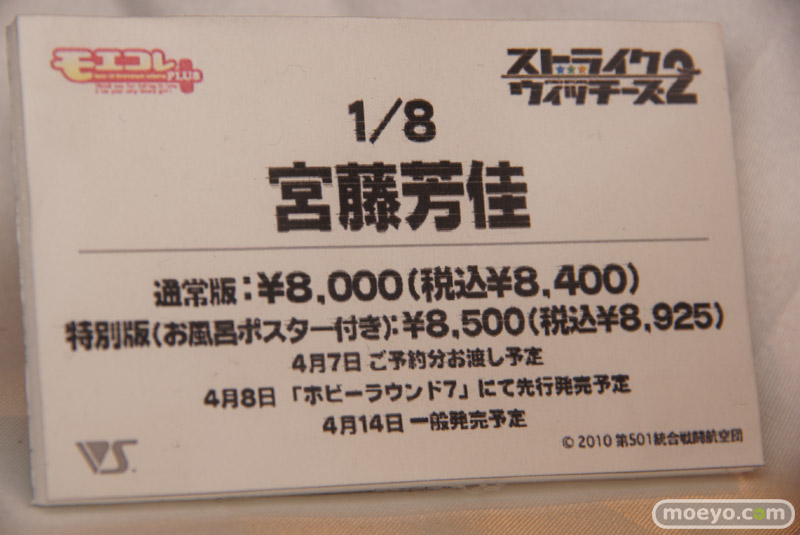 モエコレPLUS
ストライク
ウィッチーズ2
1/8
宮藤芳佳
通常版:¥8,000(税込¥8,400)
特別版(お風呂ポスター付き):¥8,500(税込¥8,925)
4月7日 ご予約分お渡し予定
4月8日 「ホビーラウンド7」にて先行発売予定
4月14日 一般発売予定
VS.
© 2010 第501統合戦闘航空団
moeyo.com